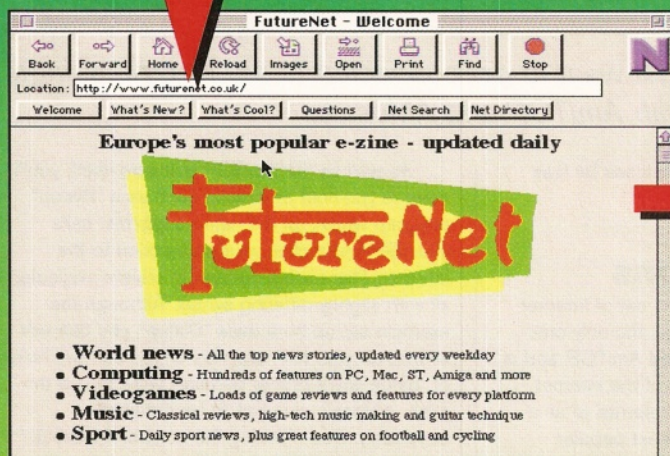 FutureNet - Welcome
Back Forward Home Reload Images Open Print Find Stop
N
Location: http://www.futurenet.co.uk/
Welcome What's New? What's Cool? Questions Net Search Net Directory
Europe's most popular e-zine - updated daily
FutureNet
• World news - All the top news stories, updated every weekday
• Computing - Hundreds of features on PC, Mac, ST, Amiga and more
• Videogames - Loads of game reviews and features for every platform
• Music - Classical reviews, high-tech music making and guitar technique
• Sport - Daily sport news, plus great features on football and cycling